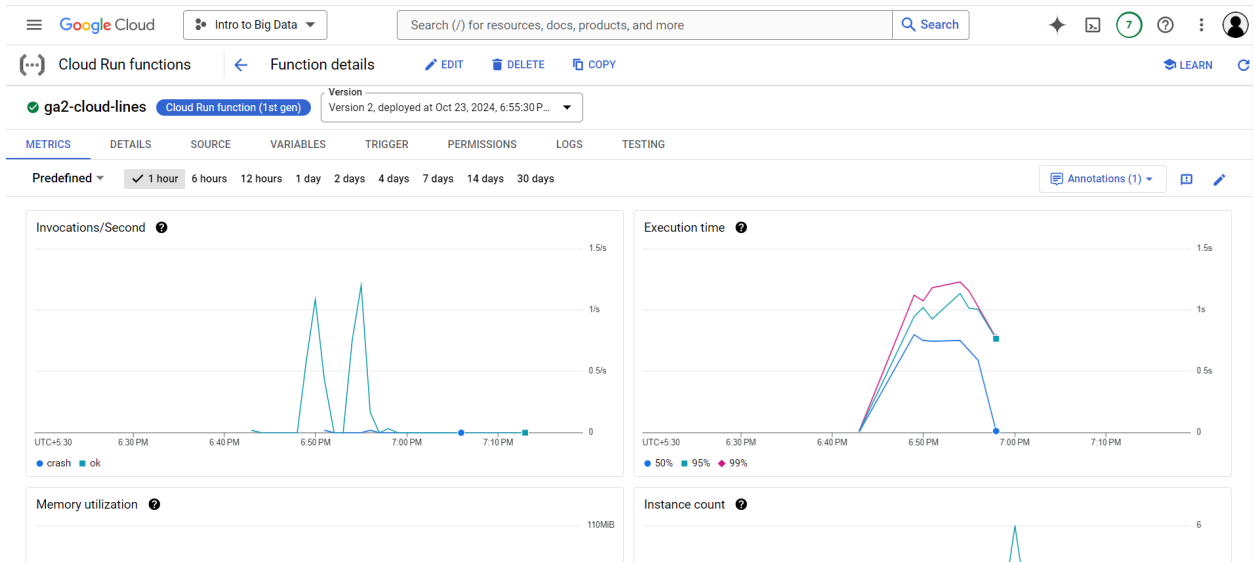 Google Cloud
Intro to Big Data
Search (/) for resources, docs, products, and more
Search
7
Cloud Run functions
Function details
EDIT
DELETE
COPY
LEARN
ga2-cloud-lines
Cloud Run function (1st gen)
Version
Version 2, deployed at Oct 23, 2024, 6:55:30 P...
METRICS DETAILS SOURCE VARIABLES TRIGGER PERMISSIONS LOGS TESTING
Predefined
1 hour 6 hours 12 hours 1 day 2 days 4 days 7 days 14 days 30 days
Annotations (1)
Invocations/Second
1.5/s
1/s
0.5/s
0
UTC+5:30 6:30 PM 6:40 PM 6:50 PM 7:00 PM 7:10 PM
crash ok
Execution time
1.5s
1s
0.5s
0
UTC+5:30 6:30 PM 6:40 PM 6:50 PM 7:00 PM 7:10 PM
50% 95% 99%
Memory utilization
110MiB
Instance count
6